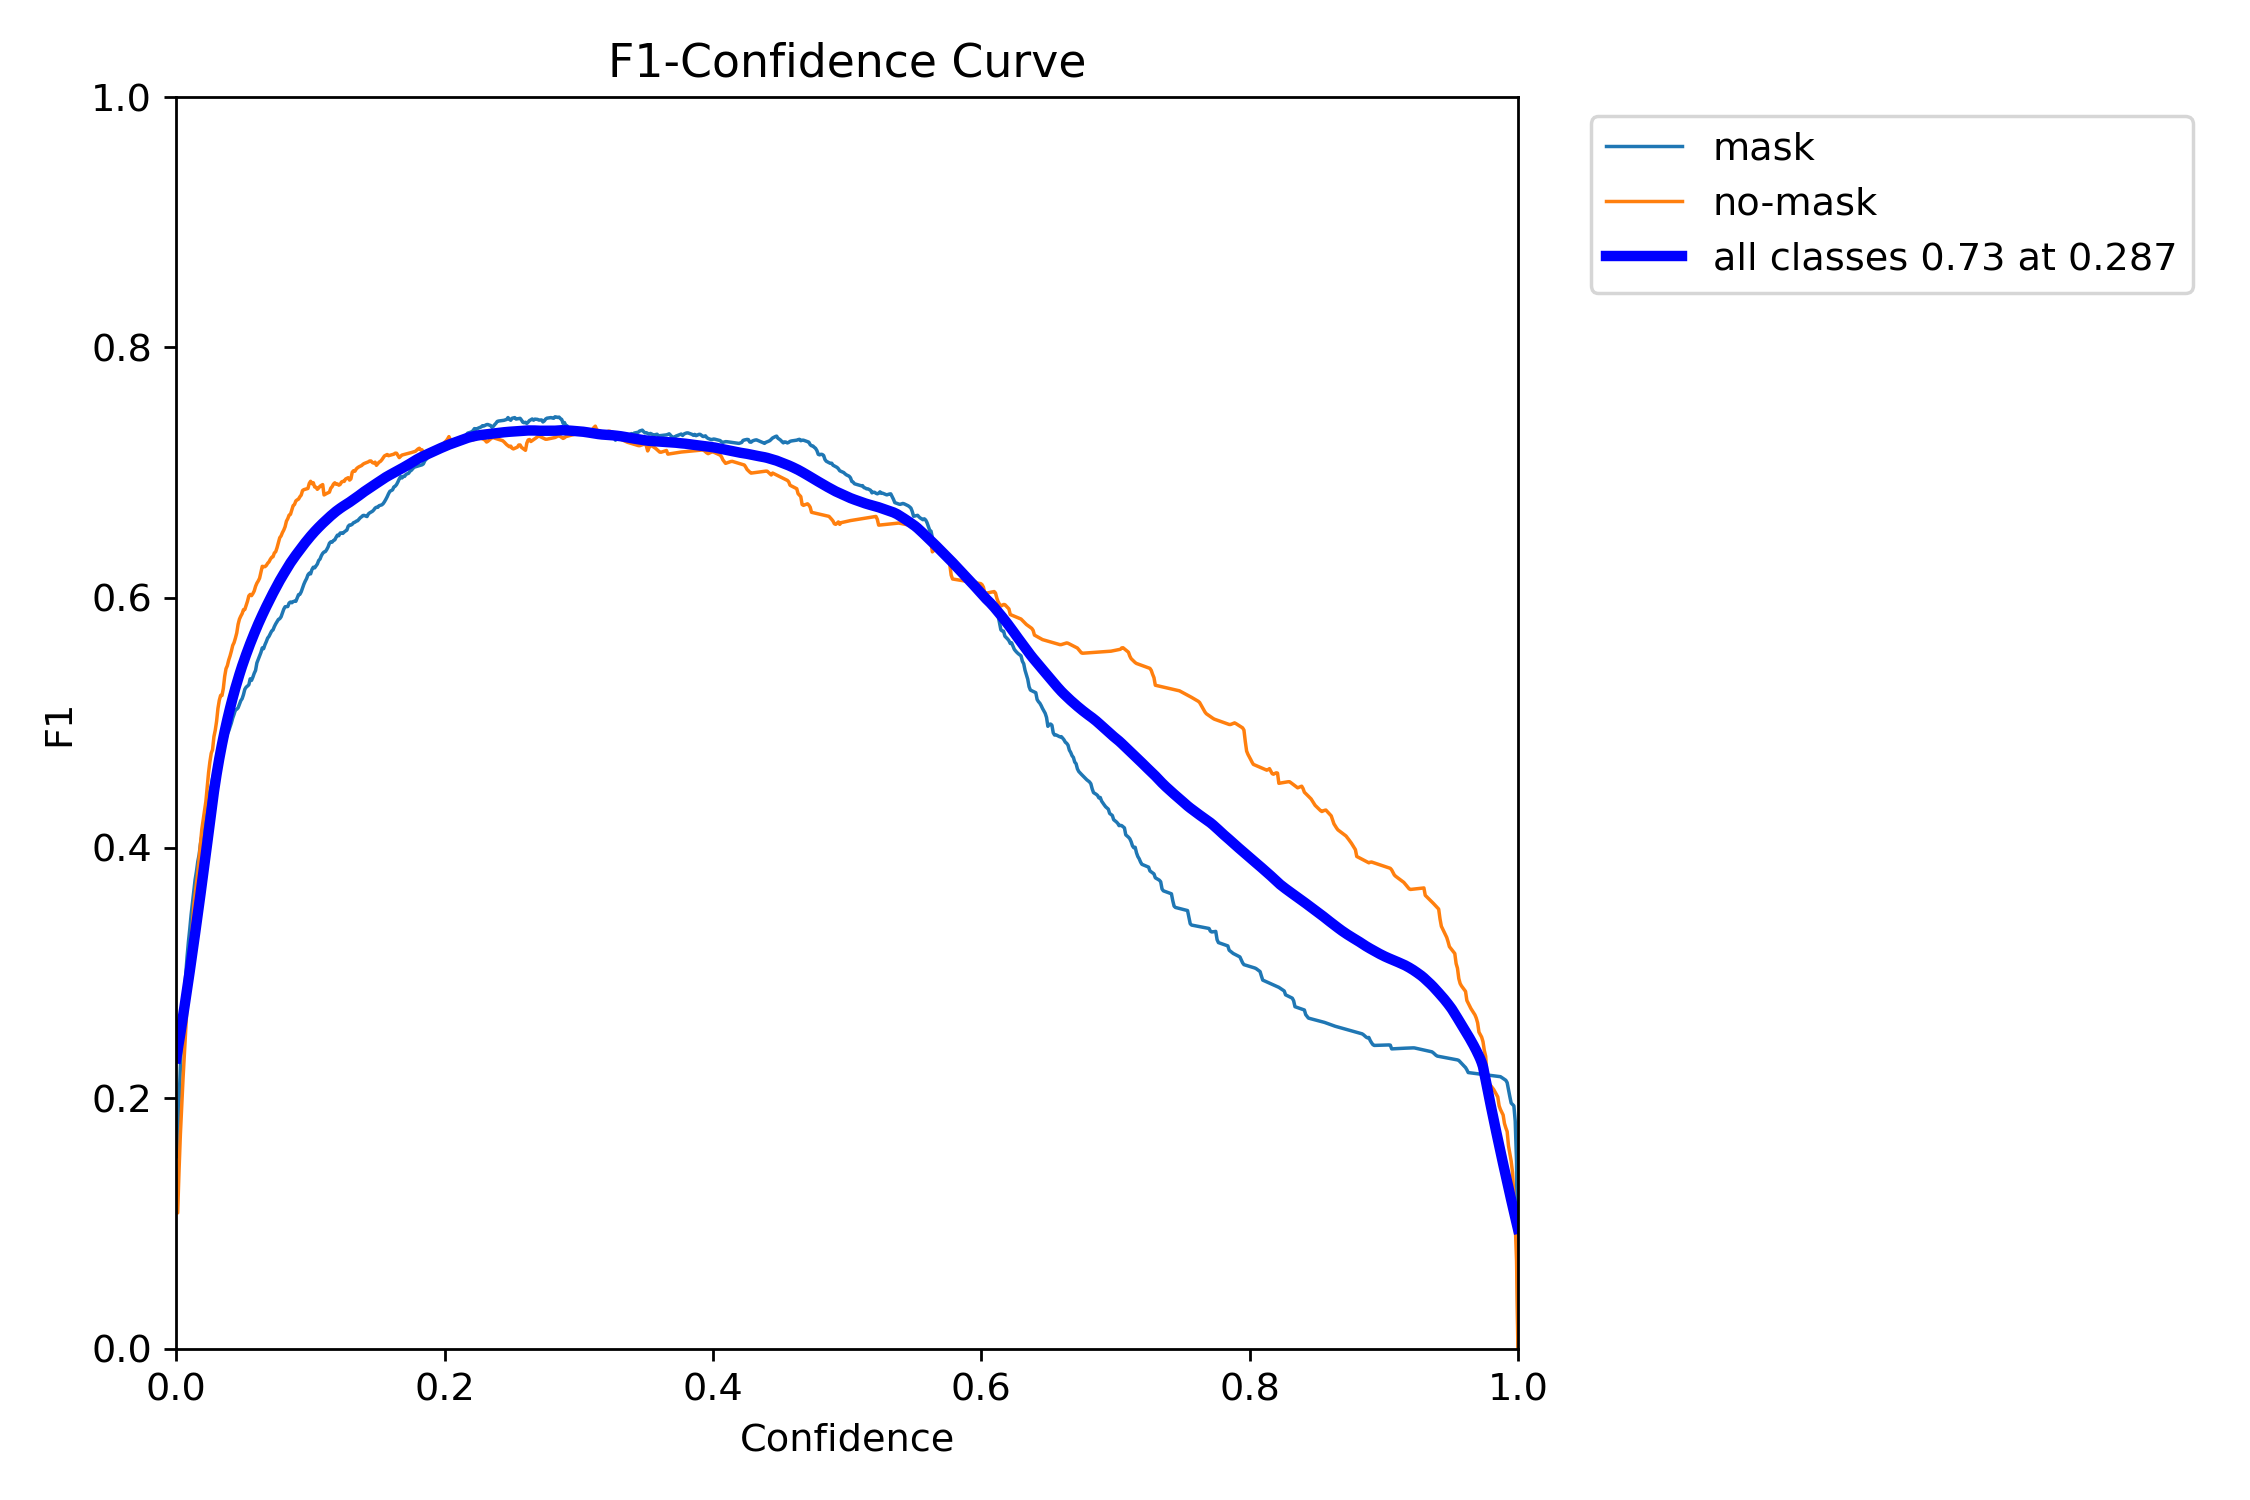 F1-Confidence Curve
1.0
0.8
0.6
0.4
0.2
0.0
F1
0.0 0.2 0.4 0.6 0.8 1.0
Confidence
mask
no-mask
all classes 0.73 at 0.287